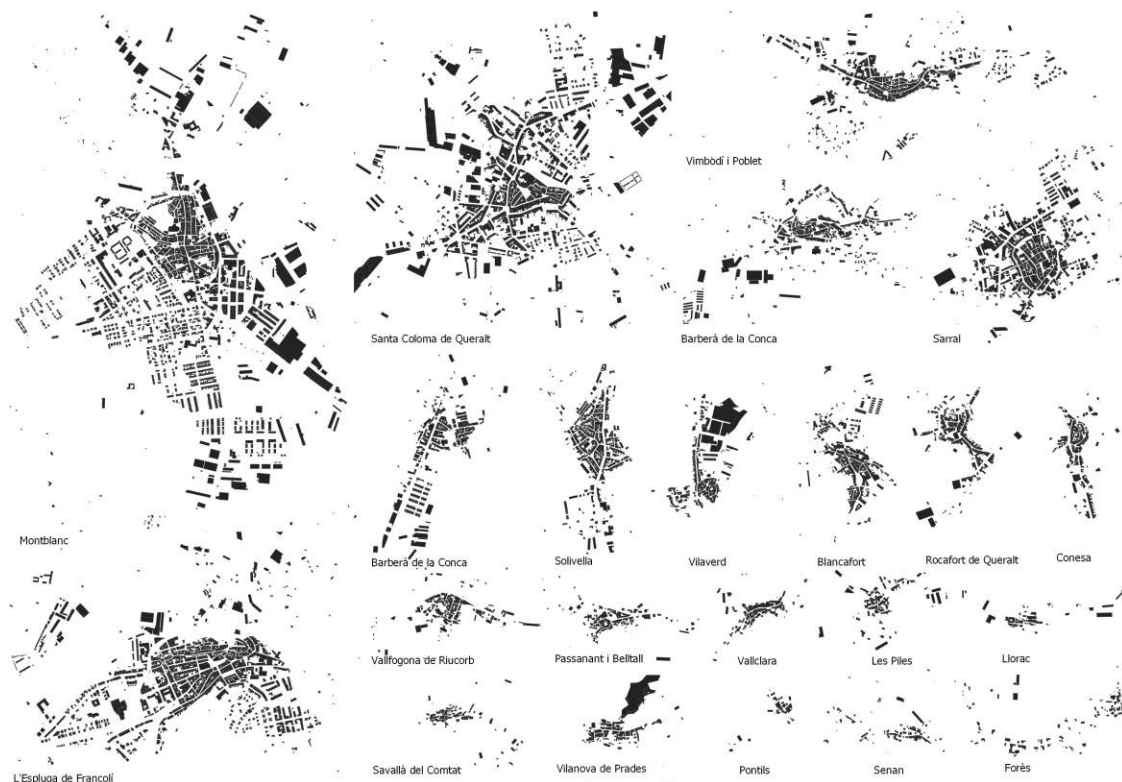 Vimbòdí i Poblet
Santa Coloma de Queralt
Barberà de la Conca
Sarral
Montblanc
Barberà de la Conca
Solivella
Vilaverd
Blancafort
Rocafort de Queralt
Conesa
Vallfogona de Riucorb
Passanant i Belltall
Vallclara
Les Piles
Llorac
L'Espluga de Francolí
Savallà del Comtat
Vilanova de Prades
Pontils
Senan
Forès